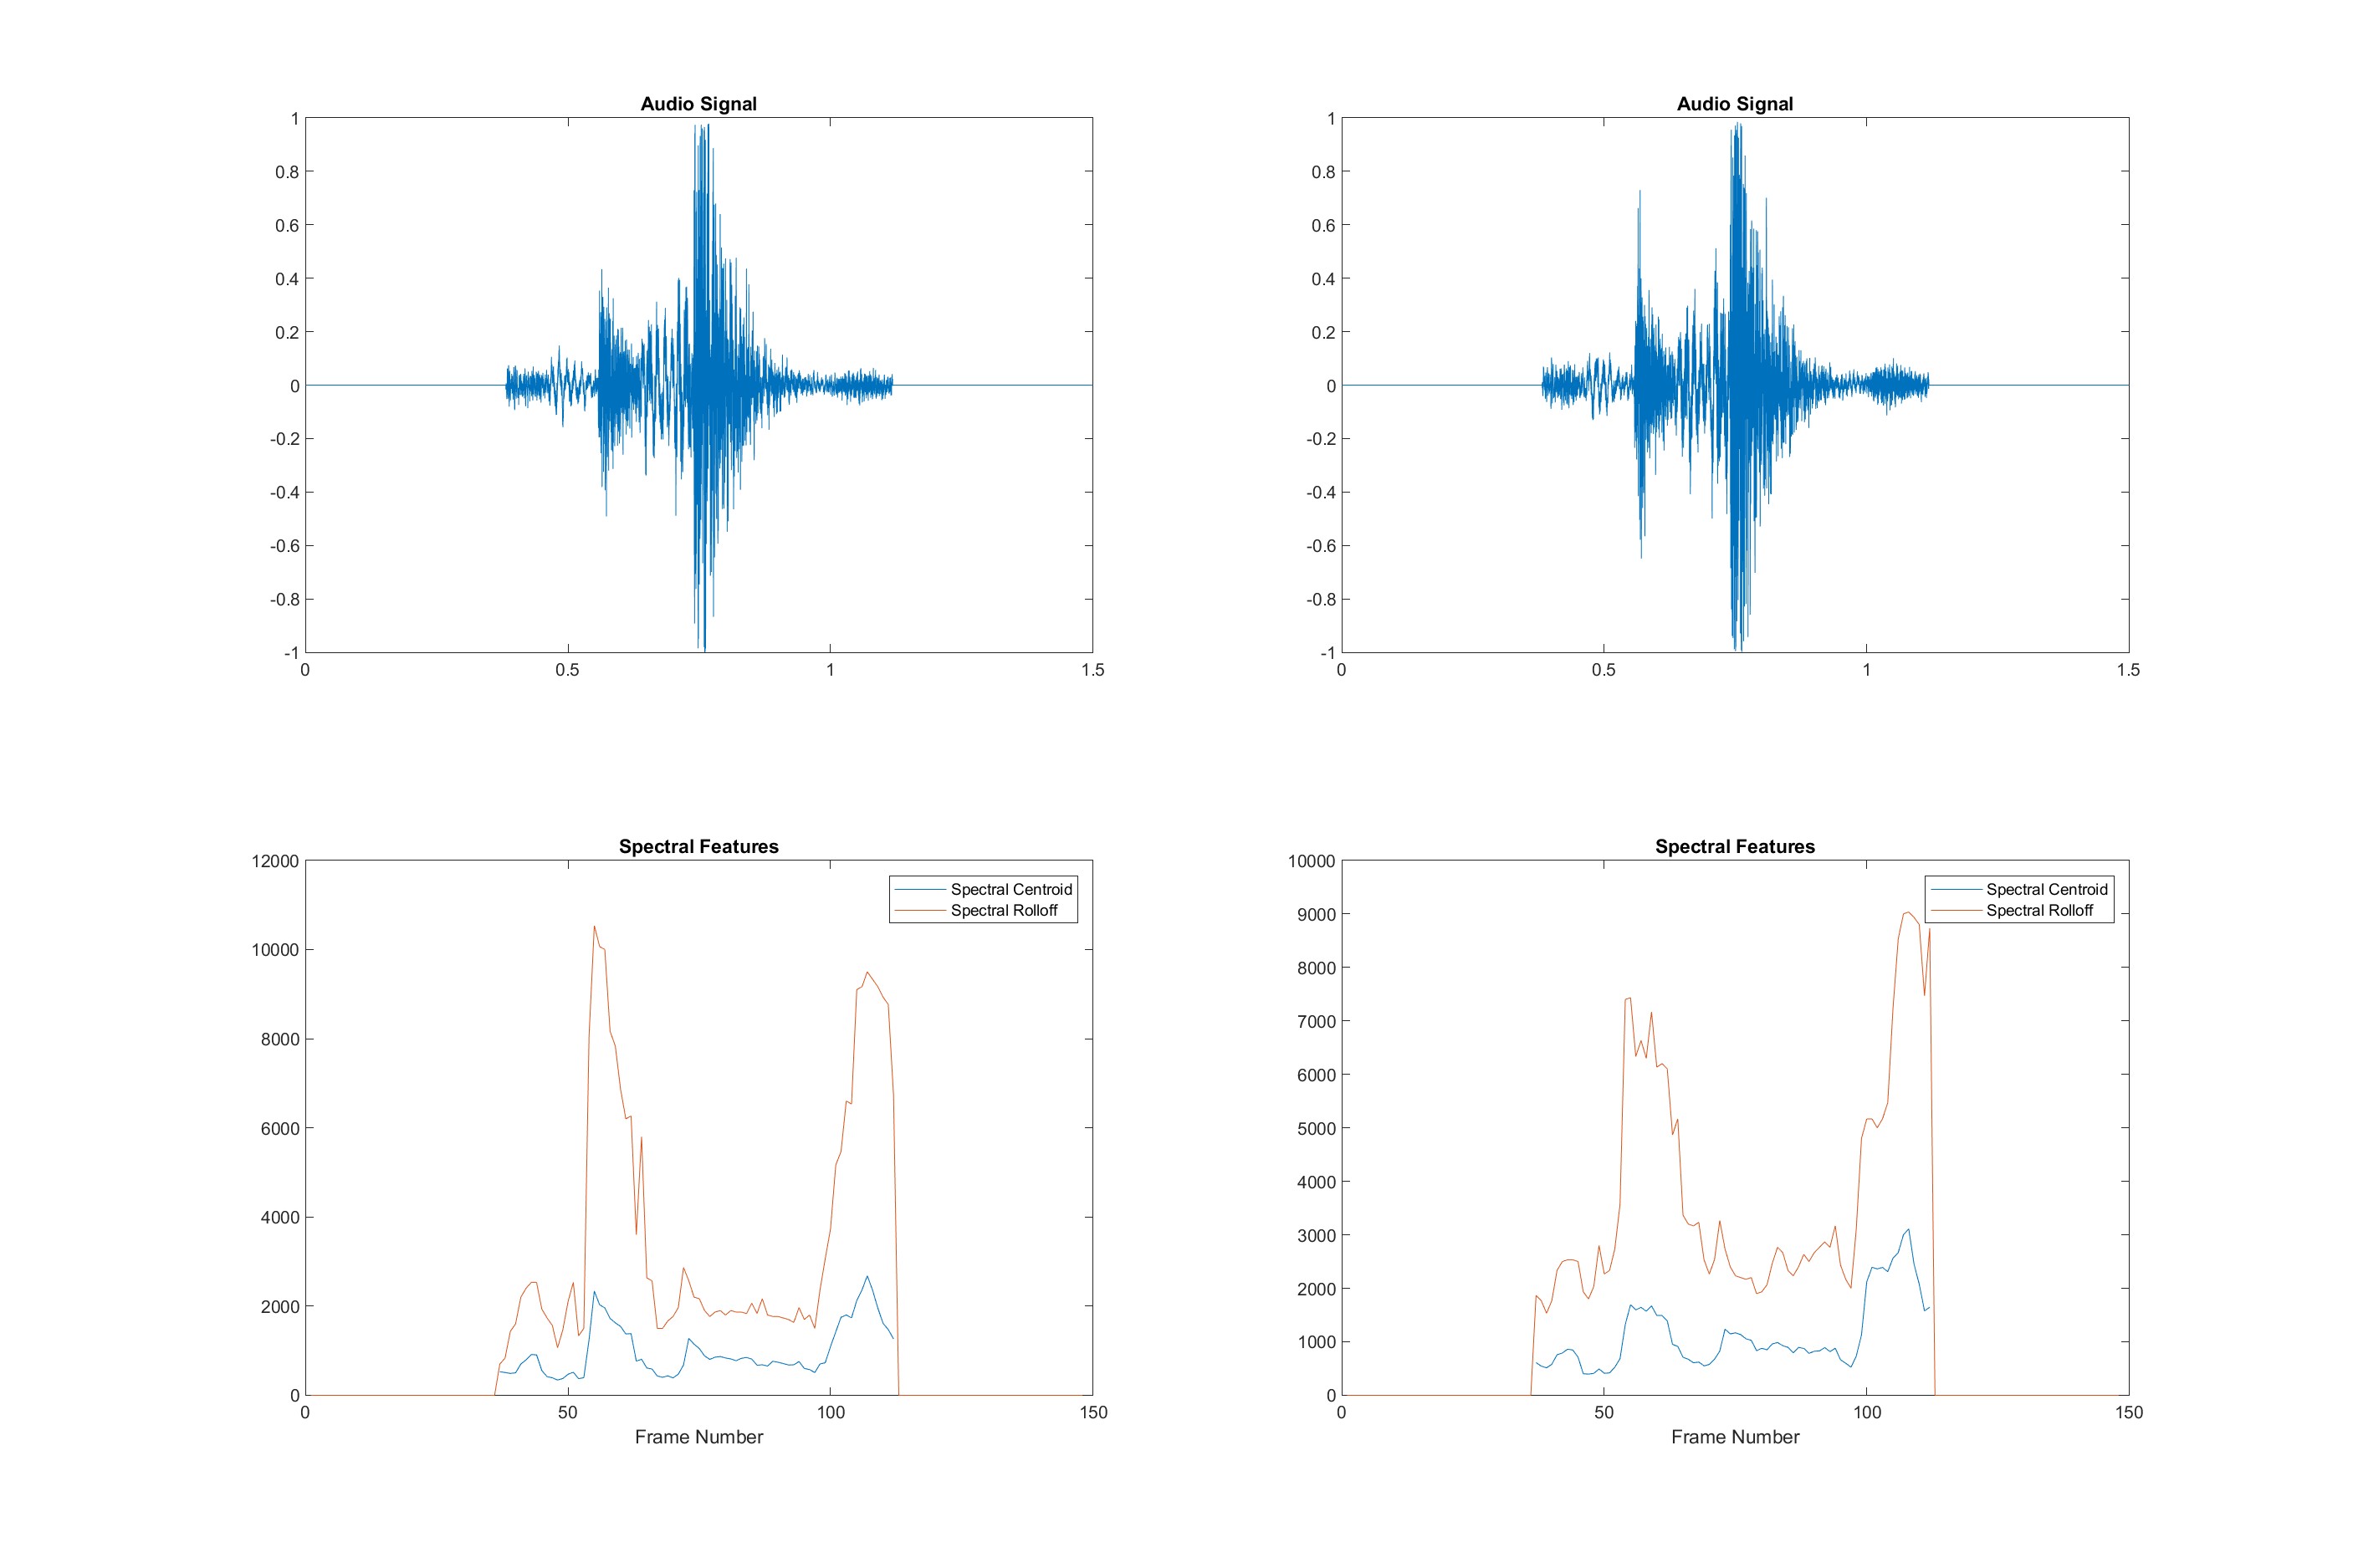 Audio Signal
1
0.8
0.6
0.4
0.2
0
-0.2
-0.4
-0.6
-0.8
-1
0 0.5 1 1.5
Audio Signal
1
0.8
0.6
0.4
0.2
0
-0.2
-0.4
-0.6
-0.8
-1
0 0.5 1 1.5
Spectral Features
12000
10000
8000
6000
4000
2000
0
Spectral Centroid
Spectral Rolloff
0 50 100 150
Frame Number
Spectral Features
10000
9000
8000
7000
6000
5000
4000
3000
2000
1000
0
Spectral Centroid
Spectral Rolloff
0 50 100 150
Frame Number